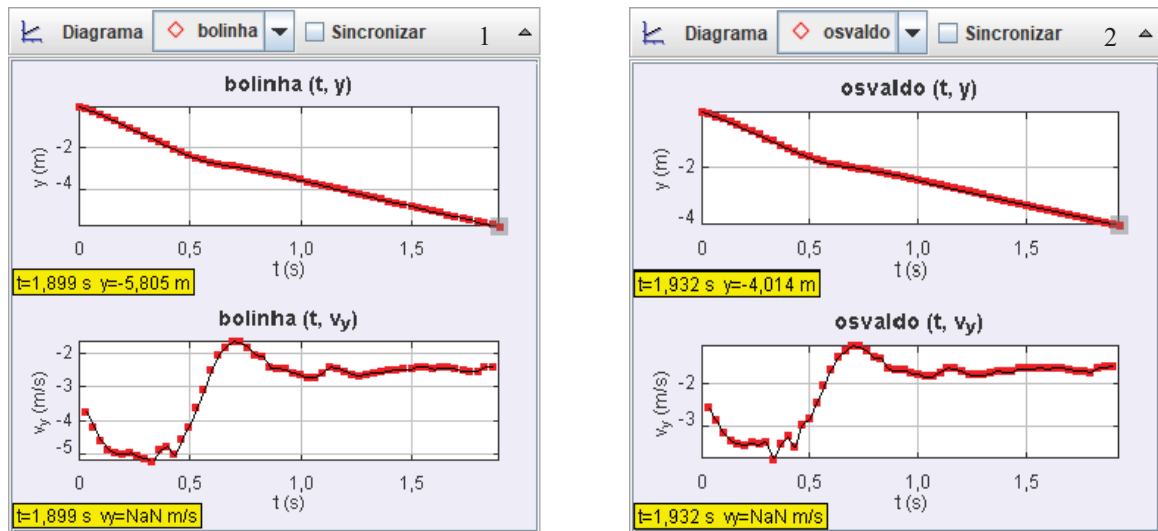 Diagrama bolinha Sincronizar 1
bolinha (t, y)
y (m)
-2
-4
0 0,5 1,0 1,5
t (s)
t=1,899 s y=-5,805 m
bolinha (t, vy)
vy (m/s)
-2
-3
-4
-5
0 0,5 1,0 1,5
t (s)
t=1,899 s vy=NaN m/s
Diagrama osvaldo Sincronizar 2
osvaldo (t, y)
y (m)
-2
-4
0 0,5 1,0 1,5
t (s)
t=1,932 s y=-4,014 m
osvaldo (t, vy)
vy (m/s)
-2
-3
0 0,5 1,0 1,5
t (s)
t=1,932 s vy=NaN m/s